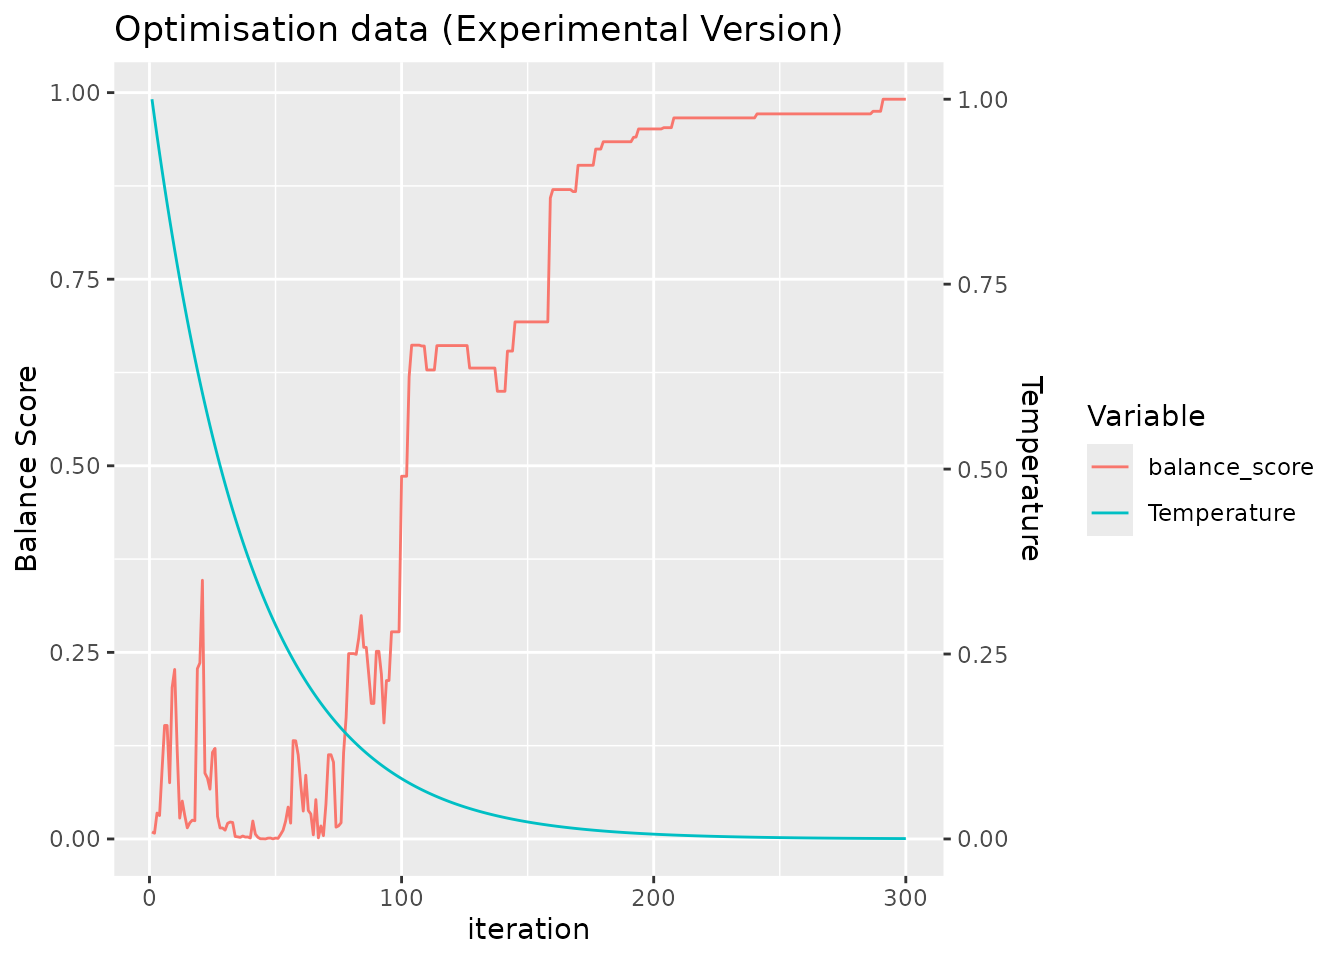 Optimisation data (Experimental Version)
Balance Score
1.00
0.75
0.50
0.25
0.00
0
100
200
300
iteration
1.00
0.75
0.50
0.25
0.00
Temperature
Variable
balance_score
Temperature